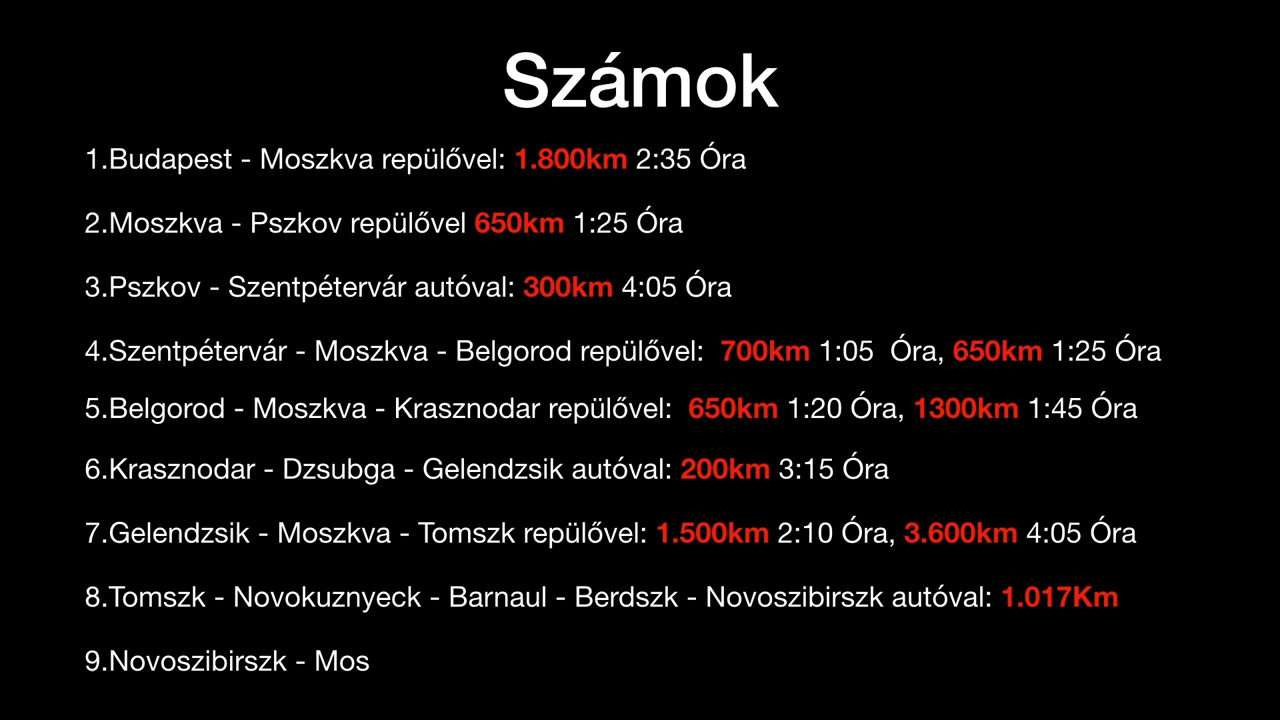 Számok
1.Budapest - Moszkva repülővel: 1.800km 2:35 Óra
2.Moszkva - Pszkov repülővel 650km 1:25 Óra
3.Pszkov - Szentpétervár autóval: 300km 4:05 Óra
4.Szentpétervár - Moszkva - Belgorod repülővel:  700km 1:05  Óra, 650km 1:25 Óra
5.Belgorod - Moszkva - Krasznodar repülővel:  650km 1:20 Óra, 1300km 1:45 Óra
6.Krasznodar - Dzsubga - Gelendzsik autóval: 200km 3:15 Óra
7.Gelendzsik - Moszkva - Tomszk repülővel: 1.500km 2:10 Óra, 3.600km 4:05 Óra
8.Tomszk - Novokuznyeck - Barnaul - Berdszk - Novoszibirszk autóval: 1.017Km
9.Novoszibirszk - Mos